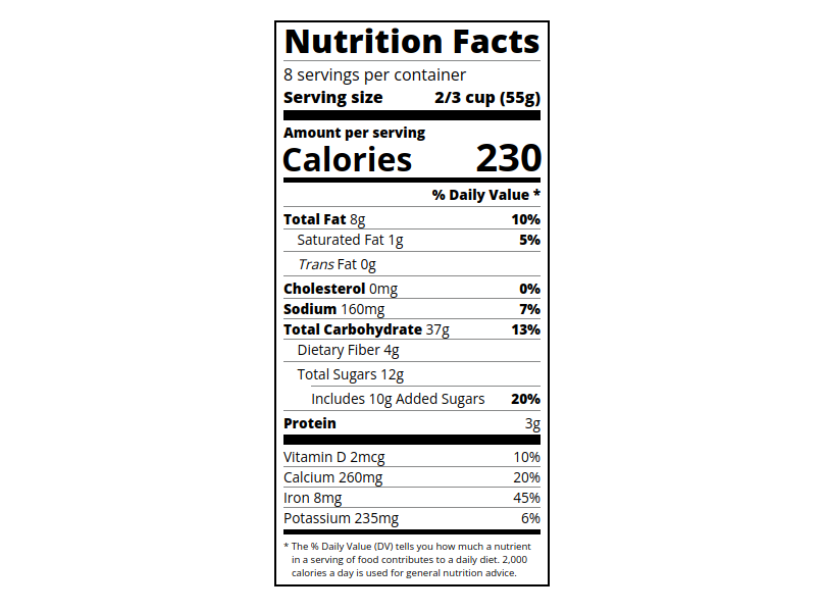 Nutrition Facts
8 servings per container
Serving size 2/3 cup (55g)
Amount per serving
Calories 230
% Daily Value *
Total Fat 8g 10%
Saturated Fat 1g 5%
Trans Fat 0g
Cholesterol 0mg 0%
Sodium 160mg 7%
Total Carbohydrate 37g 13%
Dietary Fiber 4g
Total Sugars 12g
Includes 10g Added Sugars 20%
Protein 3g
Vitamin D 2mcg 10%
Calcium 260mg 20%
Iron 8mg 45%
Potassium 235mg 6%
* The % Daily Value (DV) tells you how much a nutrient
in a serving of food contributes to a daily diet. 2,000
calories a day is used for general nutrition advice.